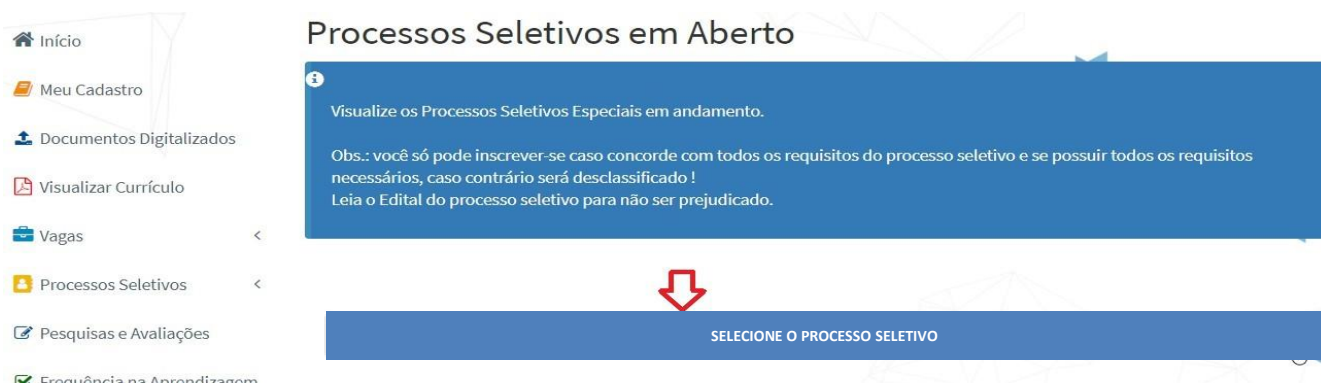 Início
Meu Cadastro
Documentos Digitalizados
Visualizar Currículo
Vagas
Processos Seletivos
Pesquisas e Avaliações
Frequência na Aprendizagem
Processos Seletivos em Aberto
Visualize os Processos Seletivos Especiais em andamento.
Obs.: você só pode inscrever-se caso concorde com todos os requisitos do processo seletivo e se possuir todos os requisitos
necessários, caso contrário será desclassificado !
Leia o Edital do processo seletivo para não ser prejudicado.
SELECIONE O PROCESSO SELETIVO